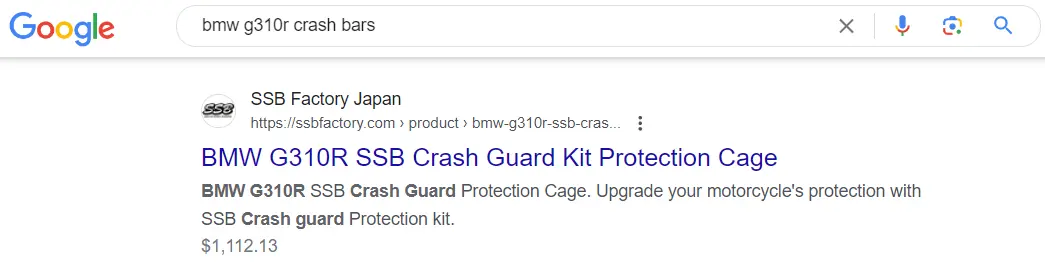 Google
bmw g310r crash bars
SSB
SSB Factory Japan
https://ssbfactory.com › product › bmw-g310r-ssb-cras...
BMW G310R SSB Crash Guard Kit Protection Cage
BMW G310R SSB Crash Guard Protection Cage. Upgrade your motorcycle's protection with
SSB Crash guard Protection kit.
$1,112.13